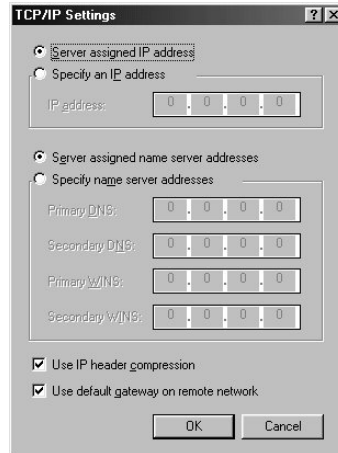 TCP/IP Settings
Server assigned IP address
Specify an IP address
IP address: 0 . 0 . 0 . 0
Server assigned name server addresses
Specify name server addresses
Primary DNS: 0 . 0 . 0 . 0
Secondary DNS: 0 . 0 . 0 . 0
Primary WINS: 0 . 0 . 0 . 0
Secondary WINS: 0 . 0 . 0 . 0
Use IP header compression
Use default gateway on remote network
OK Cancel